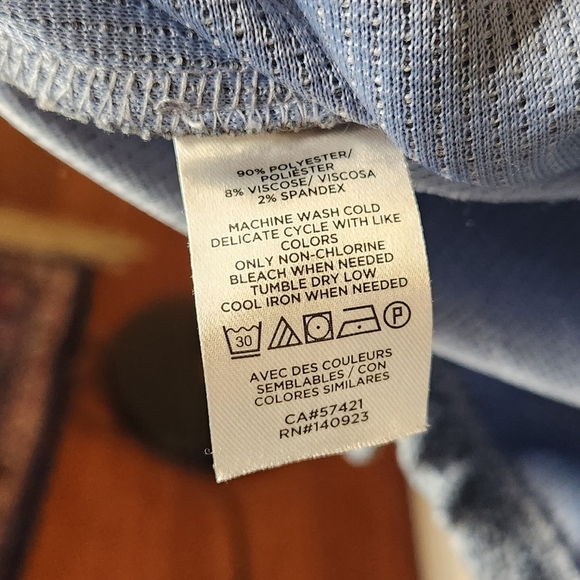 90% POLYESTER/
POLIÉSTER
8% VISCOSE/ VISCOSA
2% SPANDEX
MACHINE WASH COLD
DELICATE CYCLE WITH LIKE
COLORS
ONLY NON-CHLORINE
BLEACH WHEN NEEDED
TUMBLE DRY LOW
COOL IRON WHEN NEEDED
30 P
AVEC DES COULEURS
SEMBLABLES / CON
COLORES SIMILARES
CA#57421
RN#140923